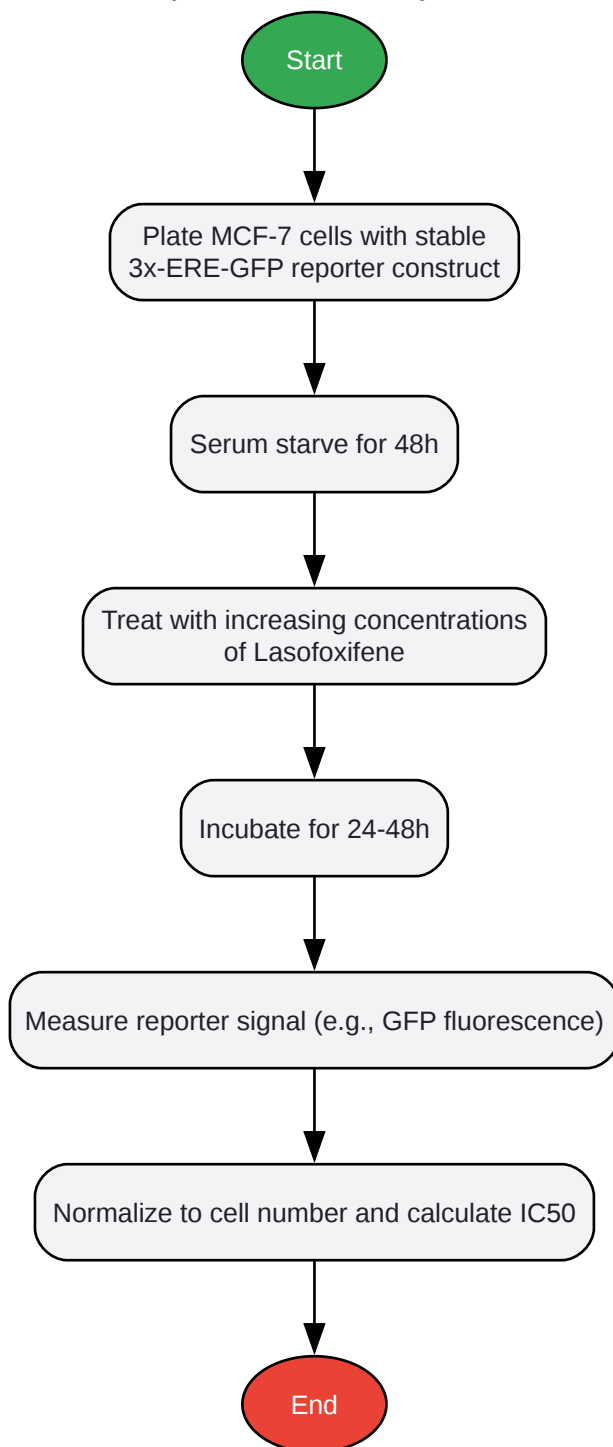 Start
Plate MCF-7 cells with stable
3x-ERE-GFP reporter construct
Serum starve for 48h
Treat with increasing concentrations
of Lasofoxifene
Incubate for 24-48h
Measure reporter signal (e.g., GFP fluorescence)
Normalize to cell number and calculate IC50
End